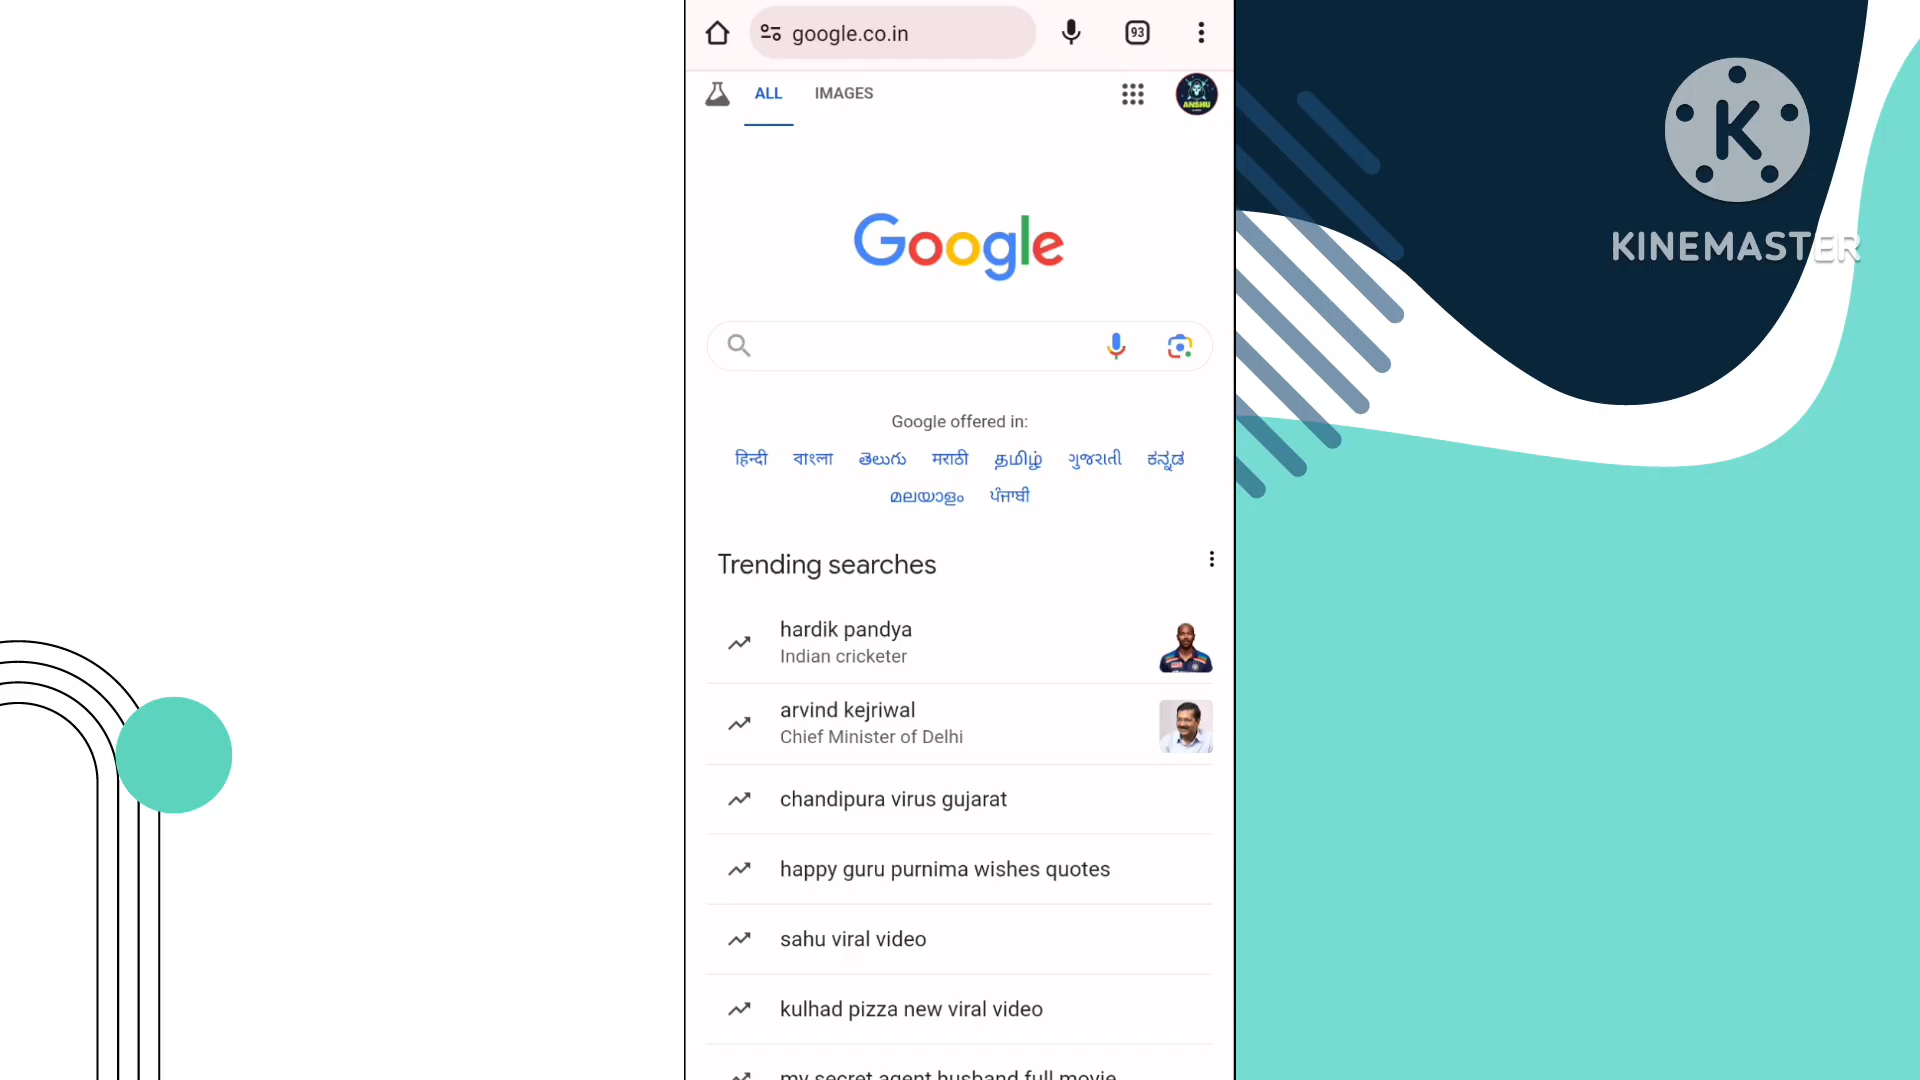 google.co.in
93
ALL IMAGES
ANSHU
Google
Google offered in:
हिन्दी বাংলা తెలుగు मराठी தமிழ் ગુજરાતી ಕನ್ನಡ
മലയാളം ਪੰਜਾਬੀ
Trending searches
hardik pandya
Indian cricketer
arvind kejriwal
Chief Minister of Delhi
chandipura virus gujarat
happy guru purnima wishes quotes
sahu viral video
kulhad pizza new viral video
my secret agent husband full movie
K
KINEMASTER